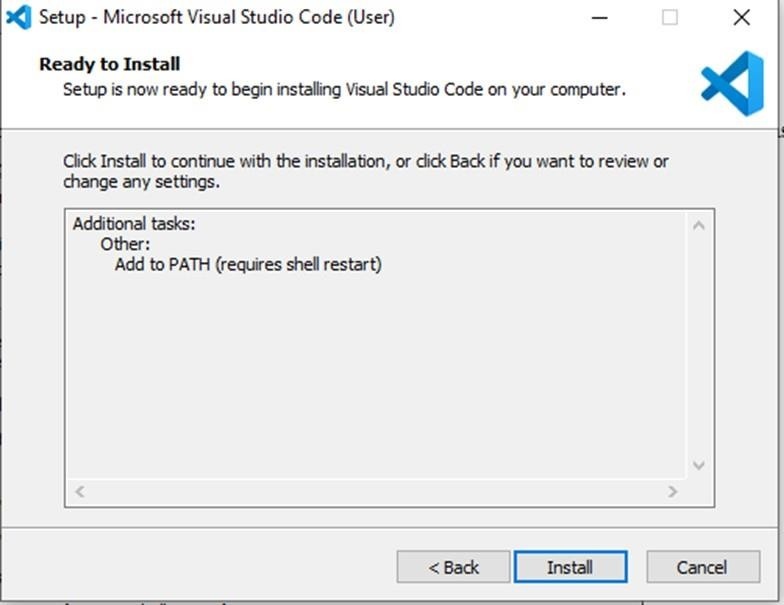 Setup - Microsoft Visual Studio Code (User)
Ready to Install
Setup is now ready to begin installing Visual Studio Code on your computer.
Click Install to continue with the installation, or click Back if you want to review or
change any settings.
Additional tasks:
Other:
Add to PATH (requires shell restart)
< Back
Install
Cancel